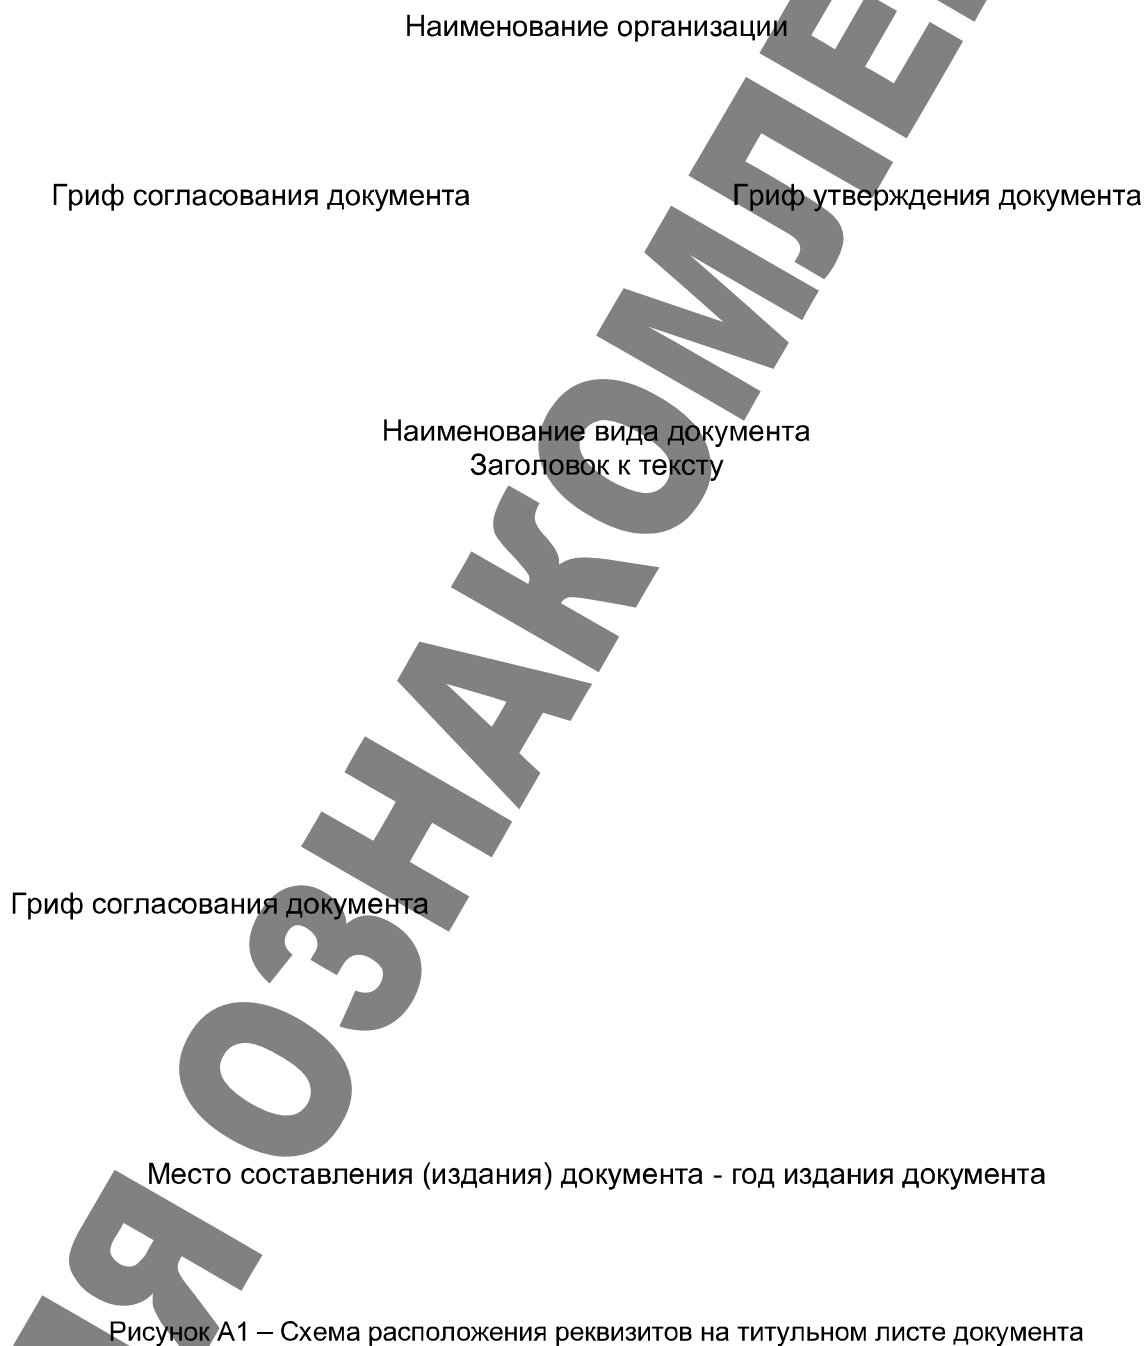 Наименование организации
Гриф согласования документа
Гриф утверждения документа
Наименование вида документа
Заголовок к тексту
Гриф согласования документа
Место составления (издания) документа - год издания документа
Рисунок А1 – Схема расположения реквизитов на титульном листе документа
Я ОЗНАКОМЛЕ